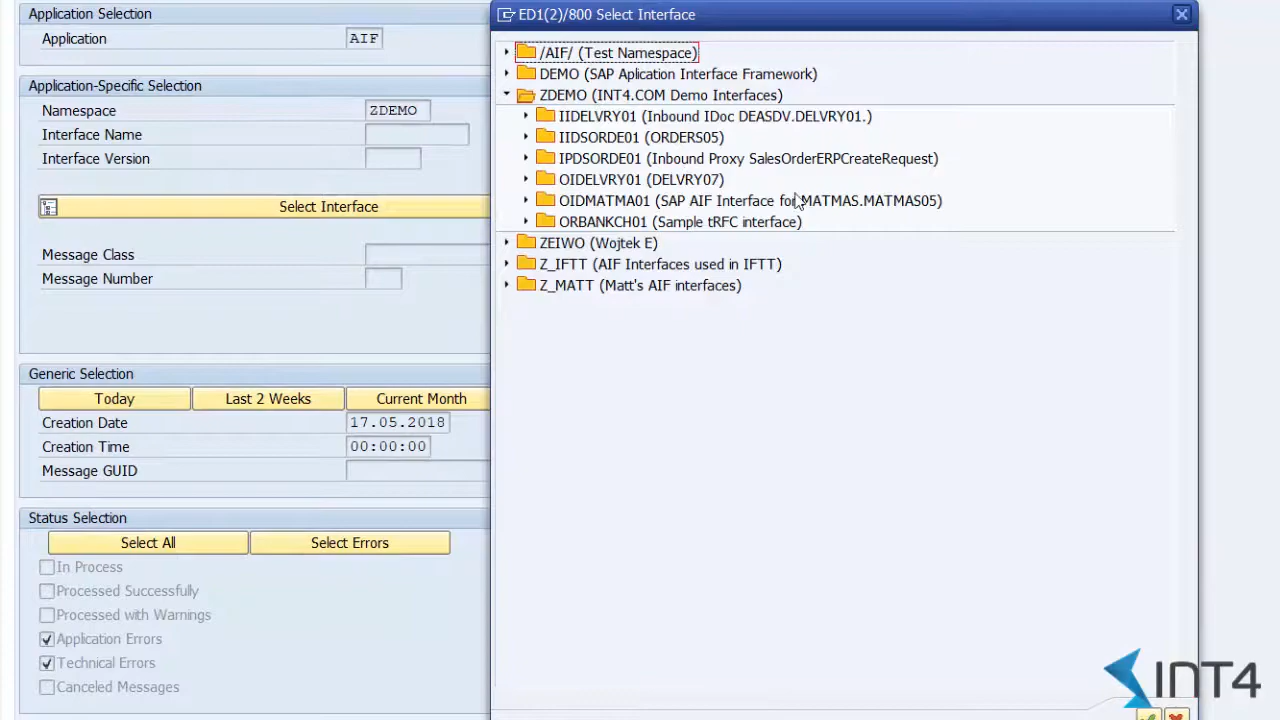 Application Selection
Application AIF
Application-Specific Selection
Namespace ZDEMO
Interface Name
Interface Version
Select Interface
Message Class
Message Number
Generic Selection
Today Last 2 Weeks Current Month
Creation Date 17.05.2018
Creation Time 00:00:00
Message GUID
Status Selection
Select All Select Errors
In Process
Processed Successfully
Processed with Warnings
Application Errors
Technical Errors
Canceled Messages
ED1(2)/800 Select Interface
/AIF/ (Test Namespace)
DEMO (SAP Aplication Interface Framework)
ZDEMO (INT4.COM Demo Interfaces)
IIDELVRY01 (Inbound IDoc DEASDV.DELVRY01.)
IIDSORDE01 (ORDERS05)
IPDSORDE01 (Inbound Proxy SalesOrderERPCreateRequest)
OIDELVRY01 (DELVRY07)
OIDMATMA01 (SAP AIF Interface for MATMAS.MATMAS05)
ORBANKCH01 (Sample tRFC interface)
ZEIWO (Wojtek E)
Z_IFTT (AIF Interfaces used in IFTT)
Z_MATT (Matt's AIF interfaces)
INT4